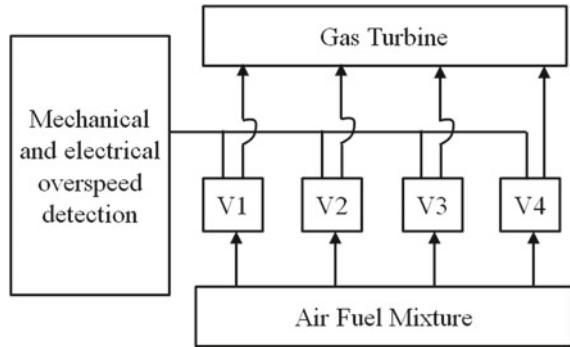 Gas Turbine
Mechanical
and electrical
overspeed
detection
V1
V2
V3
V4
Air Fuel Mixture